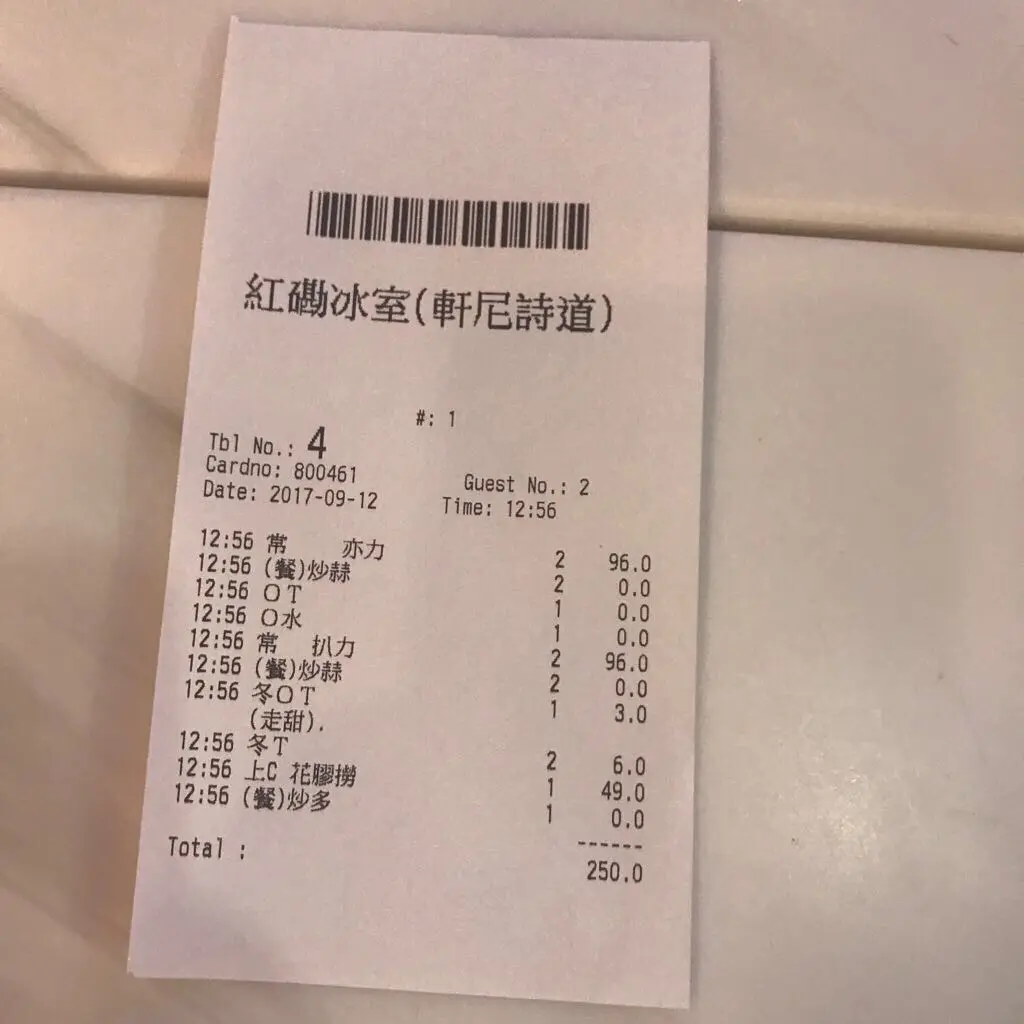 紅磡冰室(軒尼詩道)
#: 1
Tbl No.: 4
Cardno: 800461 Guest No.: 2
Date: 2017-09-12 Time: 12:56
12:56 常 亦力 2 96.0
12:56 (餐)炒蒜 2 0.0
12:56 OT 1 0.0
12:56 O水 1 0.0
12:56 常 扒力 2 96.0
12:56 (餐)炒蒜 2 0.0
12:56 冬OT 1 3.0
(走甜).
12:56 冬T 2 6.0
12:56 上C 花膠撈 1 49.0
12:56 (餐)炒多 1 0.0
------
Total : 250.0